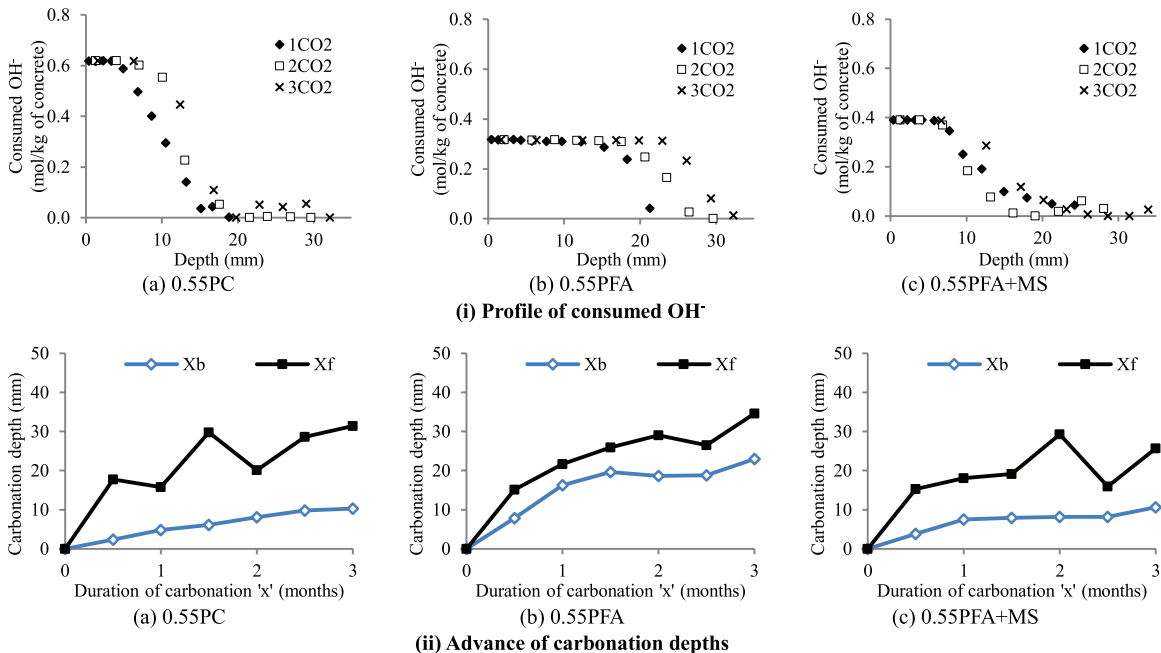 0.8
0.6
0.4
0.2
0.0
0 10 20 30
Consumed OH-
(mol/kg of concrete)
Depth (mm)
1CO2
2CO2
3CO2
(a) 0.55PC
0.8
0.6
0.4
0.2
0.0
0 10 20 30
Consumed OH-
(mol/kg of concrete)
Depth (mm)
1CO2
2CO2
3CO2
(b) 0.55PFA
0.8
0.6
0.4
0.2
0.0
0 10 20 30
Consumed OH-
(mol/kg of concrete)
Depth (mm)
1CO2
2CO2
3CO2
(c) 0.55PFA+MS
(i) Profile of consumed OH-
50
40
30
20
10
0
0 1 2 3
Carbonation depth (mm)
Xb Xf
Duration of carbonation 'x' (months)
(a) 0.55PC
50
40
30
20
10
0
0 1 2 3
Carbonation depth (mm)
Xb Xf
Duration of carbonation 'x' (months)
(b) 0.55PFA
50
40
30
20
10
0
0 1 2 3
Carbonation depth (mm)
Xb Xf
Duration of carbonation 'x' (months)
(c) 0.55PFA+MS
(ii) Advance of carbonation depths